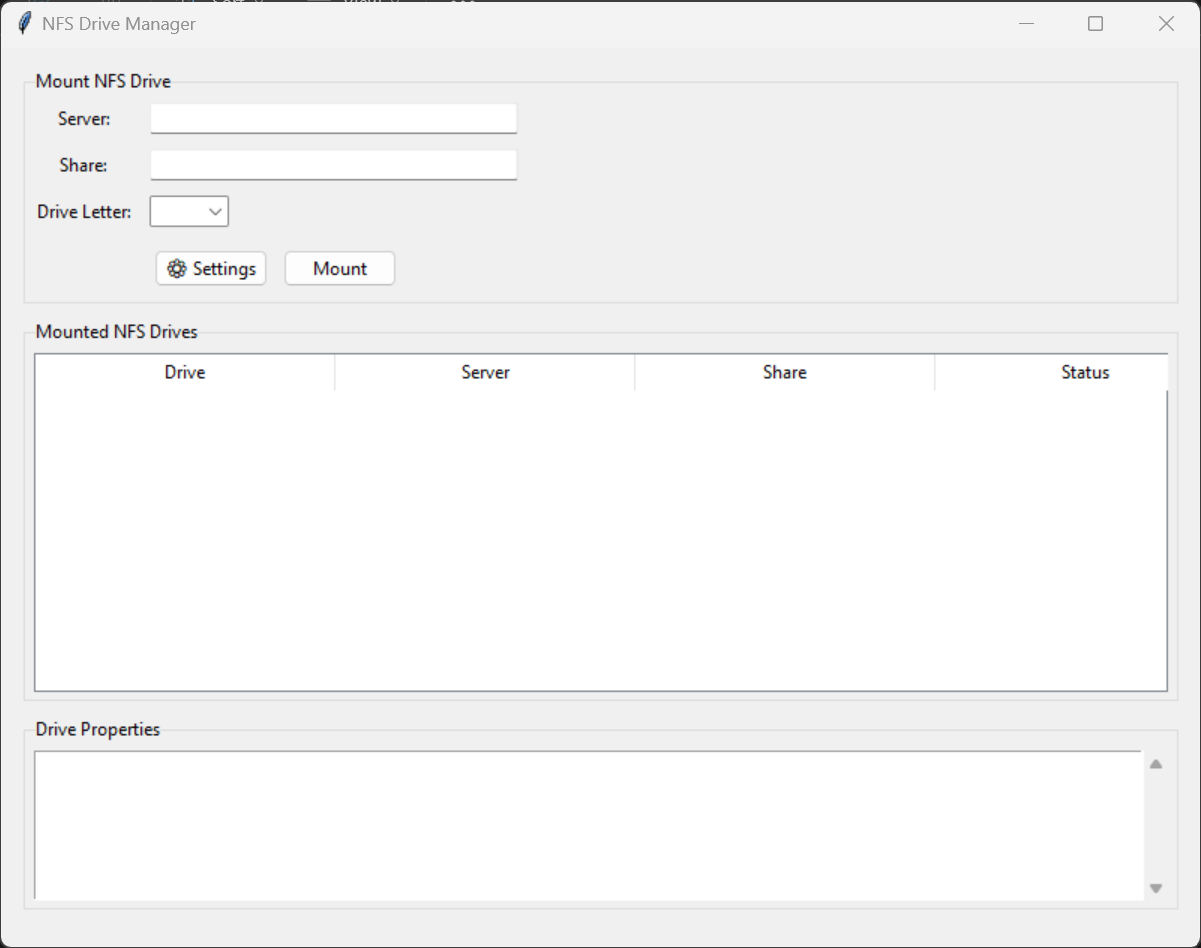 NFS Drive Manager
Mount NFS Drive
Server:
Share:
Drive Letter:
Settings Mount
Mounted NFS Drives
Drive Server Share Status
Drive Properties